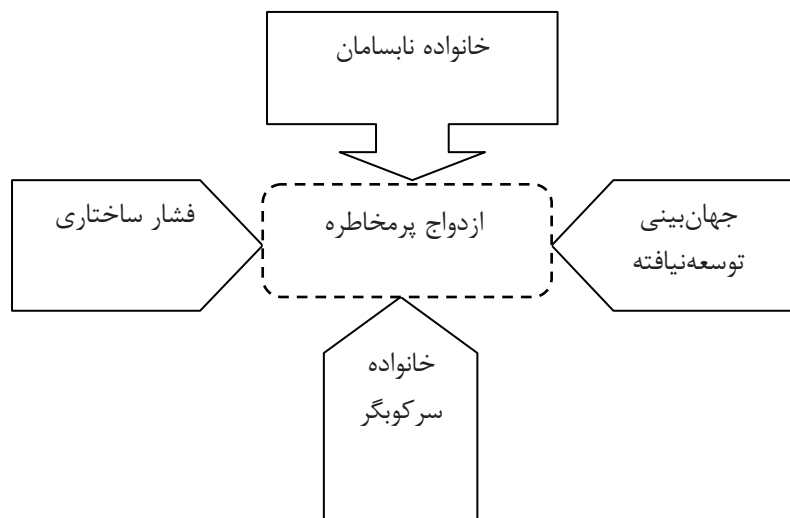 خانواده نابسامان
فشار ساختاری
ازدواج پرمخاطره
جهان‌بینی
توسعه‌نیافته
خانواده
سرکوبگر